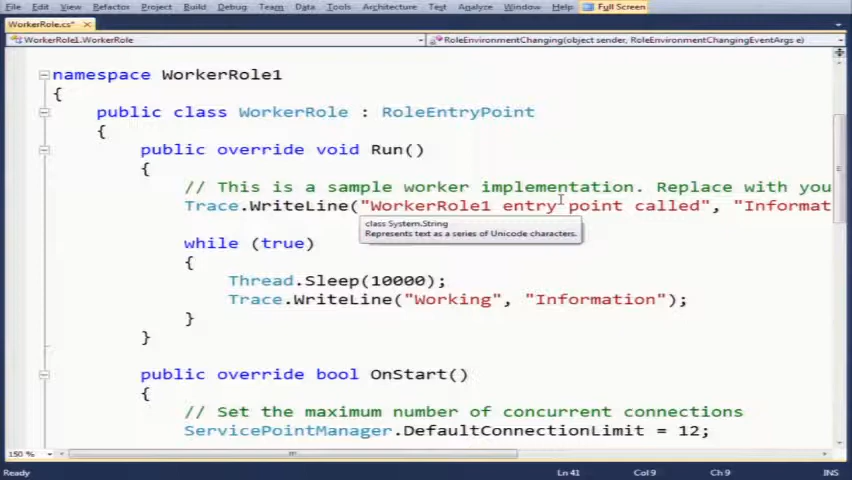 File Edit View Refactor Project Build Debug Team Data Tools Architecture Test Analyze Window Help Full Screen
WorkerRole.cs*
WorkerRole1.WorkerRole RoleEnvironmentChanging(object sender, RoleEnvironmentChangingEventArgs e)
namespace WorkerRole1
{
public class WorkerRole : RoleEntryPoint
{
public override void Run()
{
// This is a sample worker implementation. Replace with you
Trace.WriteLine("WorkerRole1 entry point called", "Informat
class System.String
Represents text as a series of Unicode characters.
while (true)
{
Thread.Sleep(10000);
Trace.WriteLine("Working", "Information");
}
}
public override bool OnStart()
{
// Set the maximum number of concurrent connections
ServicePointManager.DefaultConnectionLimit = 12;
150 %
Ready Ln 41 Col 9 Ch 9 INS